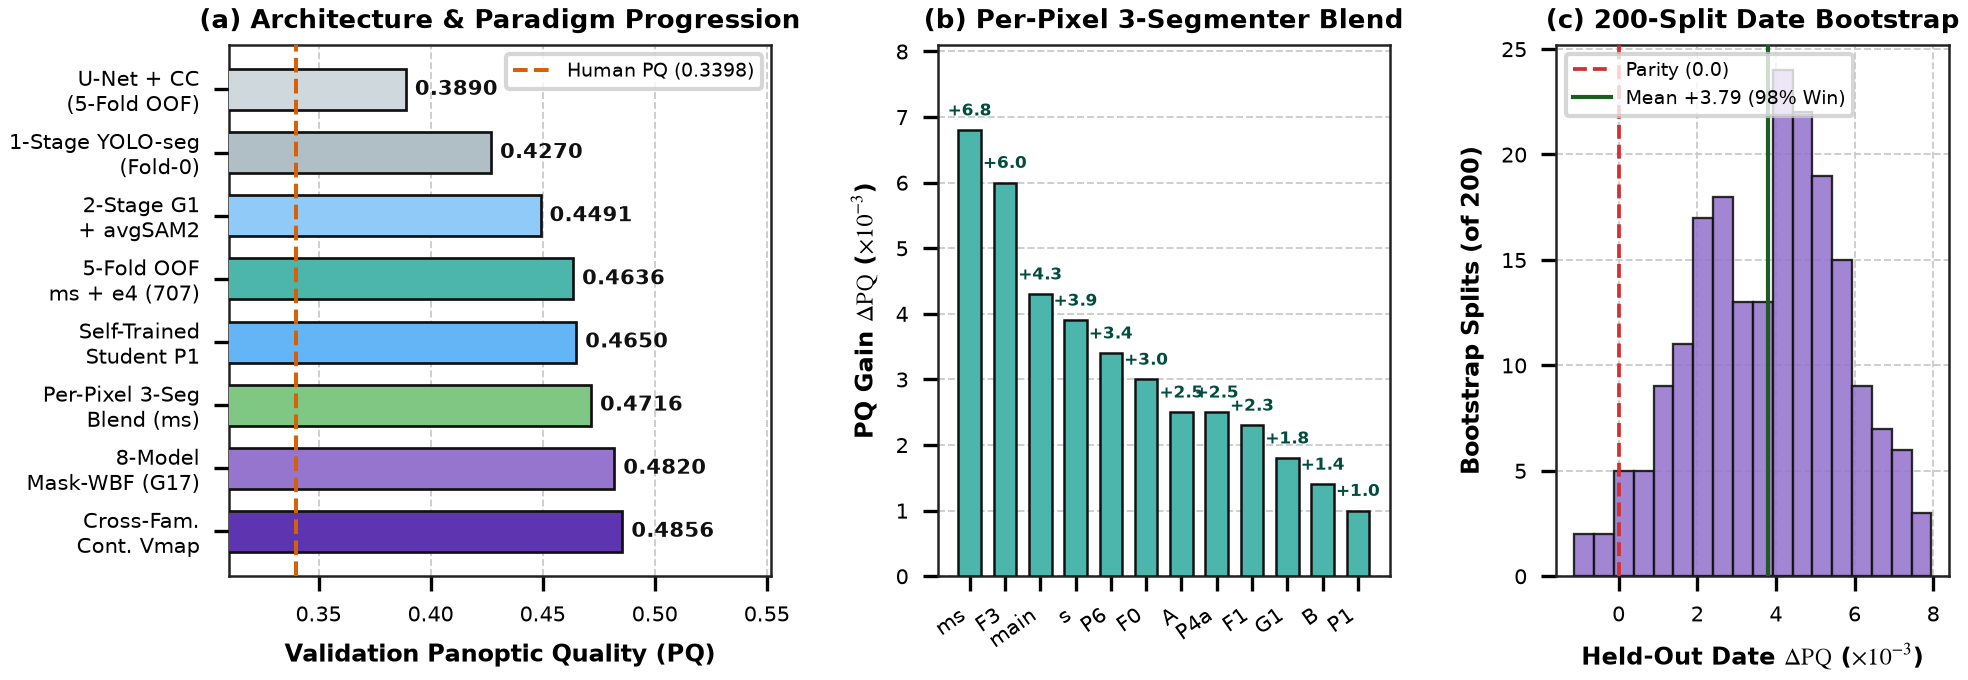 (a) Architecture & Paradigm Progression
U-Net + CC
(5-Fold OOF)
1-Stage YOLO-seg
(Fold-0)
2-Stage G1
+ avgSAM2
5-Fold OOF
ms + e4 (707)
Self-Trained
Student P1
Per-Pixel 3-Seg
Blend (ms)
8-Model
Mask-WBF (G17)
Cross-Fam.
Cont. Vmap
Human PQ (0.3398)
0.3890
0.4270
0.4491
0.4636
0.4650
0.4716
0.4820
0.4856
0.35 0.40 0.45 0.50 0.55
Validation Panoptic Quality (PQ)
(b) Per-Pixel 3-Segmenter Blend
PQ Gain ΔPQ (×10⁻³)
8
7
6
5
4
3
2
1
0
+6.8
+6.0
+4.3
+3.9
+3.4
+3.0
+2.5
+2.5
+2.3
+1.8
+1.4
+1.0
ms F3 main s P6 F0 A P4a F1 G1 B P1
(c) 200-Split Date Bootstrap
Bootstrap Splits (of 200)
25
20
15
10
5
0
Parity (0.0)
Mean +3.79 (98% Win)
0 2 4 6 8
Held-Out Date ΔPQ (×10⁻³)